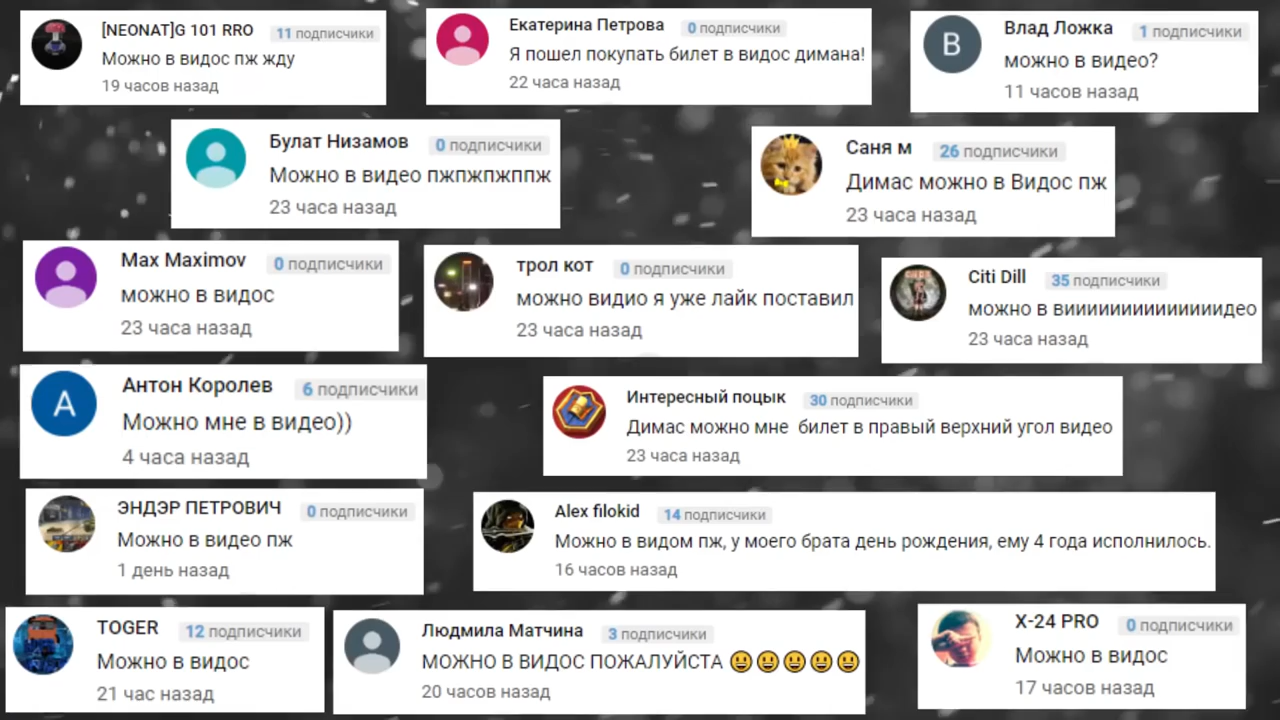 [NEONAT]G 101 RRO 11 подписчики
Можно в видос пж жду
19 часов назад
Екатерина Петрова 0 подписчики
Я пошел покупать билет в видос димана!
22 часа назад
В
Влад Ложка 1 подписчики
можно в видео?
11 часов назад
Булат Низамов 0 подписчики
Можно в видео пжпжпжппж
23 часа назад
Саня м 26 подписчики
Димас можно в Видос пж
23 часа назад
Max Maximov 0 подписчики
можно в видос
23 часа назад
трол кот 0 подписчики
можно видио я уже лайк поставил
23 часа назад
Citi Dill 35 подписчики
можно в вииииииииииииииидео
23 часа назад
А
Антон Королев 6 подписчики
Можно мне в видео))
4 часа назад
Интересный поцык 30 подписчики
Димас можно мне билет в правый верхний угол видео
23 часа назад
ЭНДЭР ПЕТРОВИЧ 0 подписчики
Можно в видео пж
1 день назад
Alex filokid 14 подписчики
Можно в видом пж, у моего брата день рождения, ему 4 года исполнилось.
16 часов назад
TOGER 12 подписчики
Можно в видос
21 час назад
Людмила Матчина 3 подписчики
МОЖНО В ВИДОС ПОЖАЛУЙСТА 😀😀😀😀😀
20 часов назад
X-24 PRO 0 подписчики
Можно в видос
17 часов назад